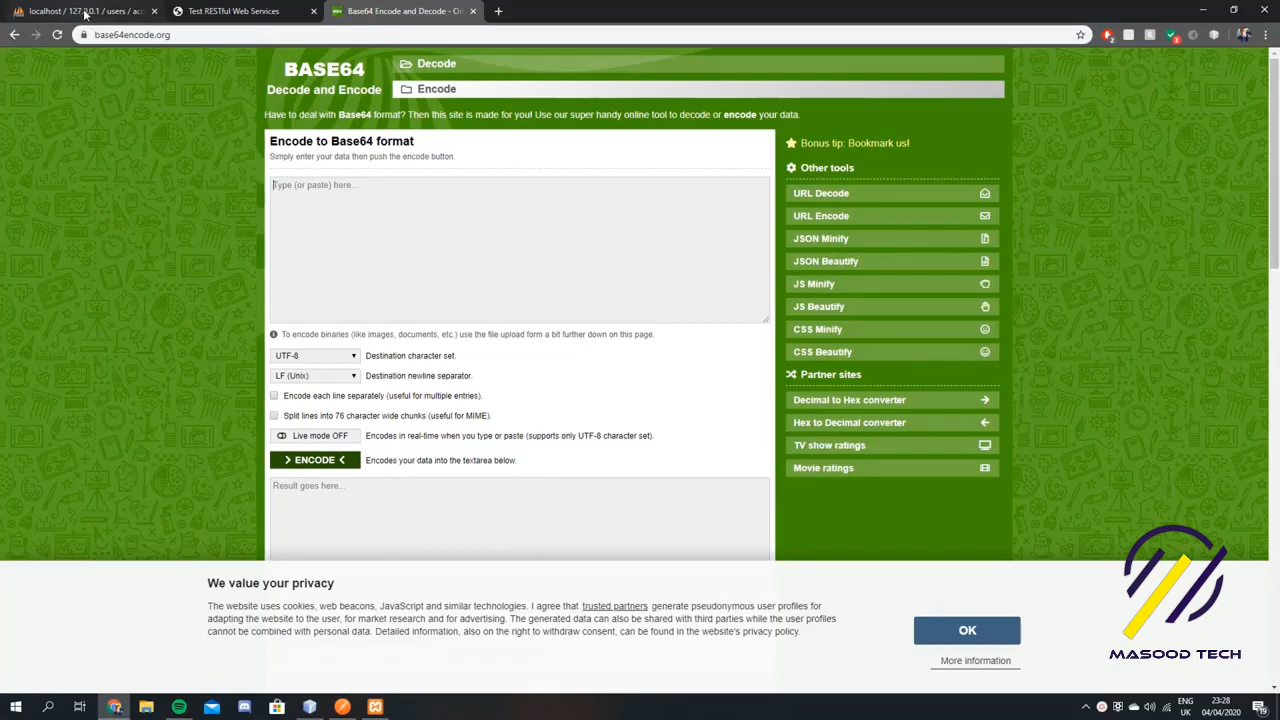 localhost / 127.0.0.1 / users / acc
Test RESTful Web Services
Base64 Encode and Decode - On
base64encode.org
BASE64
Decode and Encode
Decode
Encode
Have to deal with Base64 format? Then this site is made for you! Use our super handy online tool to decode or encode your data.
Encode to Base64 format
Simply enter your data then push the encode button.
Type (or paste) here...
To encode binaries (like images, documents, etc.) use the file upload form a bit further down on this page.
UTF-8 Destination character set.
LF (Unix) Destination newline separator.
Encode each line separately (useful for multiple entries).
Split lines into 76 character wide chunks (useful for MIME).
Live mode OFF Encodes in real-time when you type or paste (supports only UTF-8 character set).
> ENCODE < Encodes your data into the textarea below.
Result goes here...
Bonus tip: Bookmark us!
Other tools
URL Decode
URL Encode
JSON Minify
JSON Beautify
JS Minify
JS Beautify
CSS Minify
CSS Beautify
Partner sites
Decimal to Hex converter
Hex to Decimal converter
TV show ratings
Movie ratings
We value your privacy
The website uses cookies, web beacons, JavaScript and similar technologies. I agree that trusted partners generate pseudonymous user profiles for
adapting the website to the user, for market research and for advertising. The generated data can also be shared with third parties while the user profiles
cannot be combined with personal data. Detailed information, also on the right to withdraw consent, can be found in the website's privacy policy.
OK
More information
MASOOD TECH
ENG
UK
23:28
04/04/2020